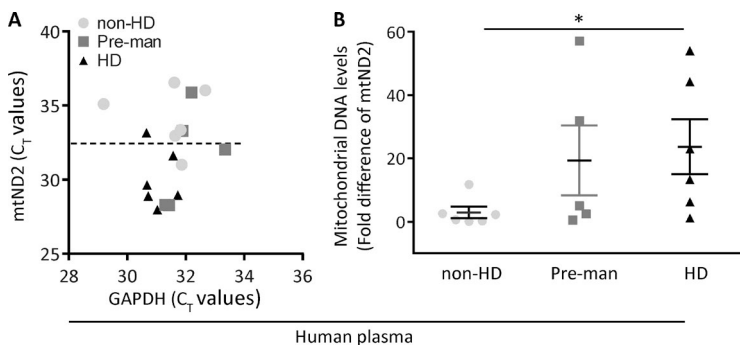 A
non-HD
Pre-man
HD
mtND2 (CT values)
40
35
30
25
28 30 32 34 36
GAPDH (CT values)
B
*
Mitochondrial DNA levels
(Fold difference of mtND2)
60
40
20
0
non-HD Pre-man HD
Human plasma